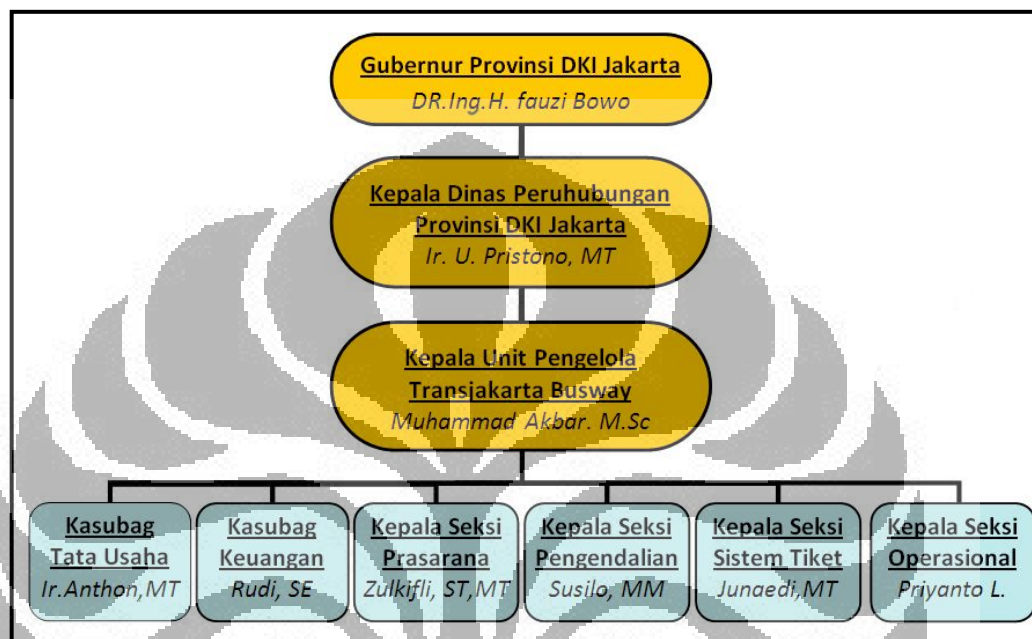 Gubernur Provinsi DKI Jakarta
DR.Ing.H. fauzi Bowo
Kepala Dinas Peruhubungan
Provinsi DKI Jakarta
Ir. U. Pristono, MT
Kepala Unit Pengelola
Transjakarta Busway
Muhammad Akbar. M.Sc
Kasubag
Tata Usaha
Ir.Anthon,MT
Kasubag
Keuangan
Rudi, SE
Kepala Seksi
Prasarana
Zulkifli, ST,MT
Kepala Seksi
Pengendalian
Susilo, MM
Kepala Seksi
Sistem Tiket
Junaedi,MT
Kepala Seksi
Operasional
Priyanto L.